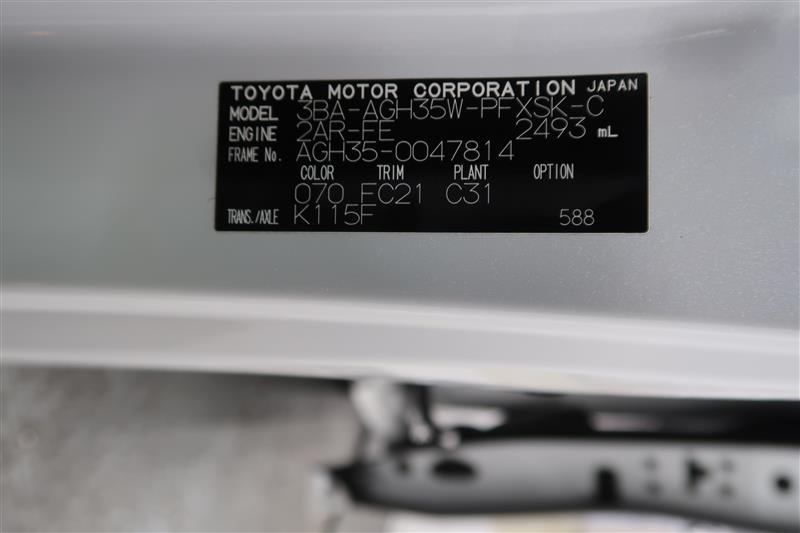 TOYOTA MOTOR CORPORATION JAPAN
MODEL 3BA-AGH35W-PFXSK-C
ENGINE 2AR-FE 2493 mL
FRAME No. AGH35-0047814
COLOR TRIM PLANT OPTION
070 EC21 C31
TRANS./AXLE K115F 588